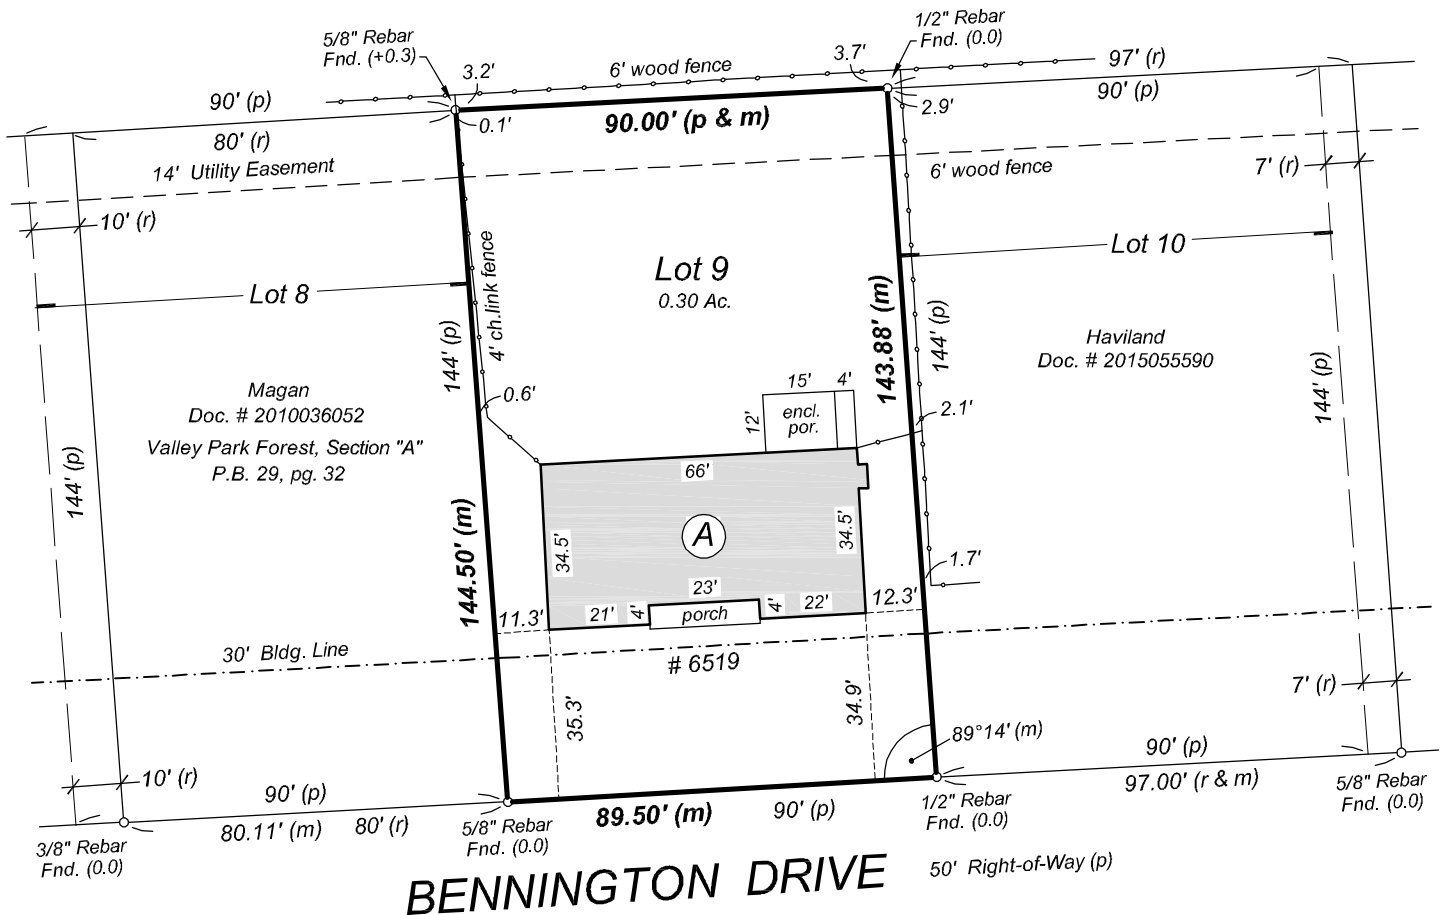 5/8" Rebar
Fnd. (+0.3)
3.2'
6' wood fence
3.7'
1/2" Rebar
Fnd. (0.0)
97' (r)
90' (p)
90' (p)
80' (r)
0.1'
90.00' (p & m)
2.9'
14' Utility Easement
6' wood fence
7' (r)
10' (r)
4' ch.link fence
Lot 8
Lot 9
0.30 Ac.
Lot 10
144' (p)
143.88' (m)
144' (p)
Haviland
Doc. # 2015055590
144' (p)
Magan
Doc. # 2010036052
Valley Park Forest, Section "A"
P.B. 29, pg. 32
0.6'
15'
4'
12'
encl.
por.
2.1'
144' (p)
66'
144.50' (m)
34.5'
A
34.5'
1.7'
11.3'
21'
4'
23'
porch
4'
22'
12.3'
30' Bldg. Line
# 6519
35.3'
34.9'
7' (r)
89°14' (m)
10' (r)
90' (p)
90' (p)
97.00' (r & m)
80.11' (m)
80' (r)
89.50' (m)
90' (p)
3/8" Rebar
Fnd. (0.0)
5/8" Rebar
Fnd. (0.0)
1/2" Rebar
Fnd. (0.0)
5/8" Rebar
Fnd. (0.0)
BENNINGTON DRIVE
50' Right-of-Way (p)